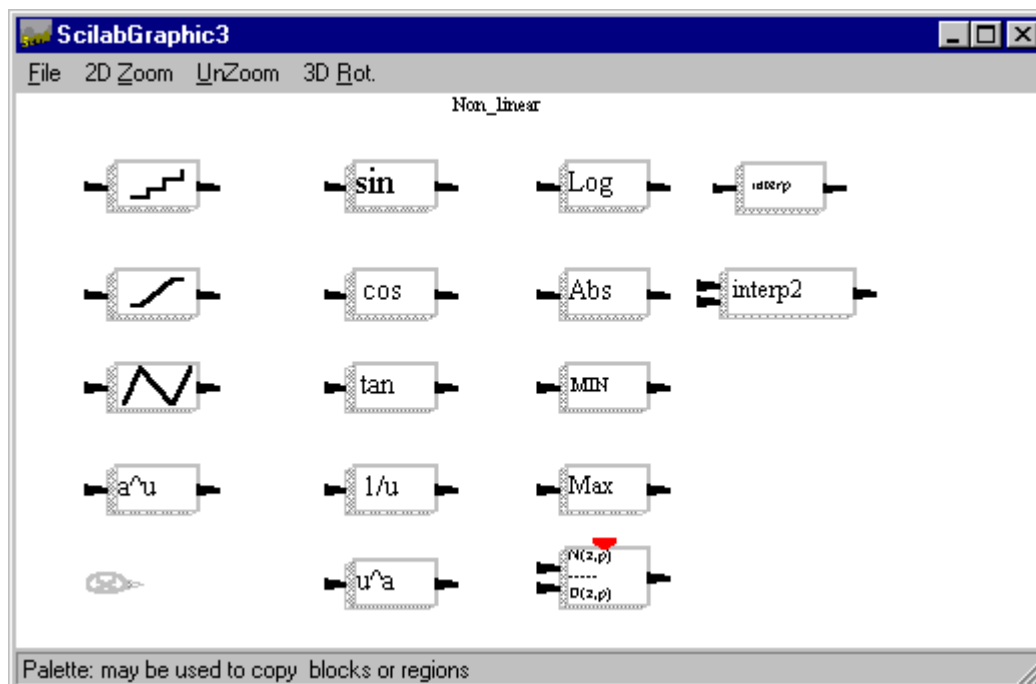 ScilabGraphic3
File 2D Zoom UnZoom 3D Rot.
Non_linear
sin Log interp
cos Abs interp2
tan MIN
a^u 1/u Max
u^a N(z,p)
-----
D(z,p)
Palette: may be used to copy blocks or regions